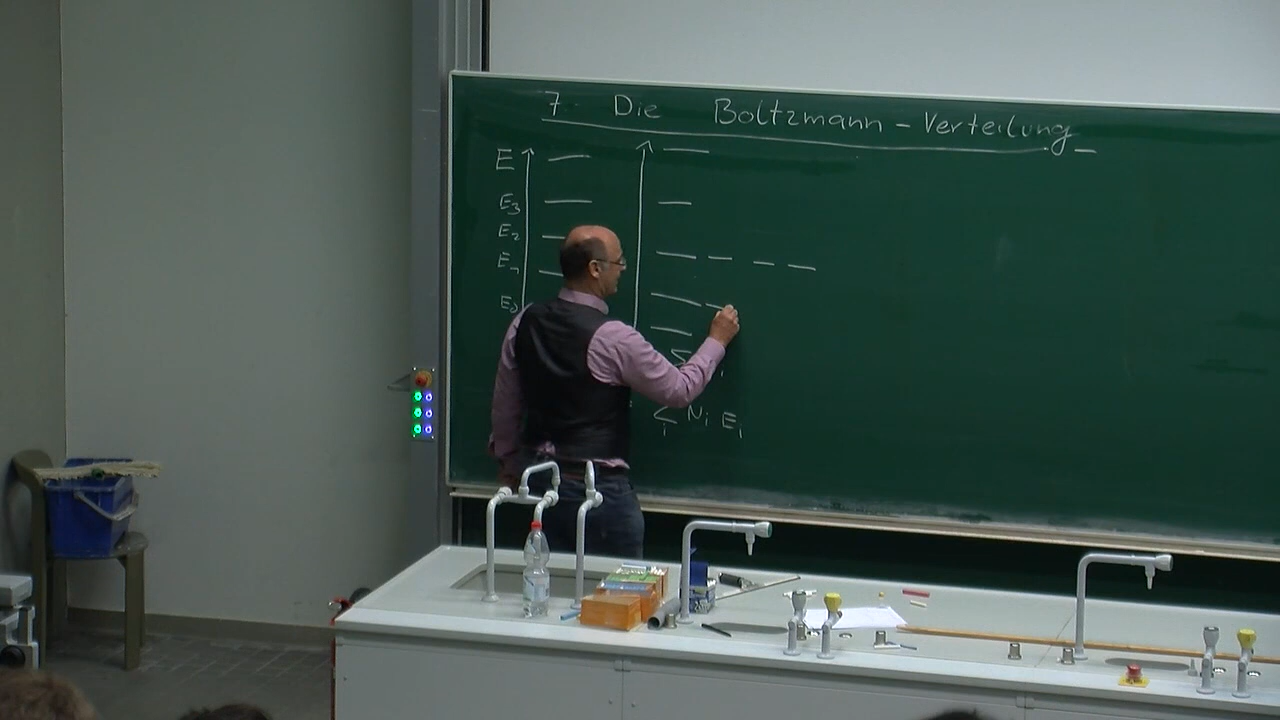 7. Die Boltzmann-Verteilung
E
E₃
E₂
E₁
E₀
Σ
i
Σ Nᵢ Eᵢ
i